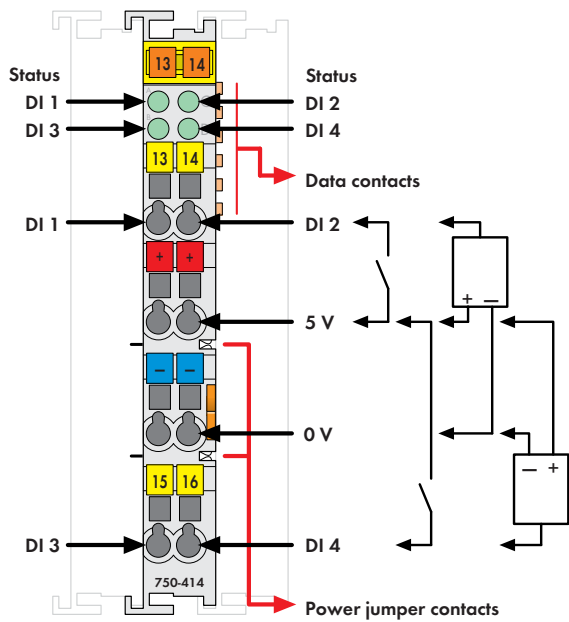 13 14
Status Status
DI 1 A C DI 2
DI 3 B D DI 4
13 14
Data contacts
DI 1 DI 2
+ +
+ −
5 V
− −
0 V
− +
15 16
DI 3 DI 4
750-414
Power jumper contacts